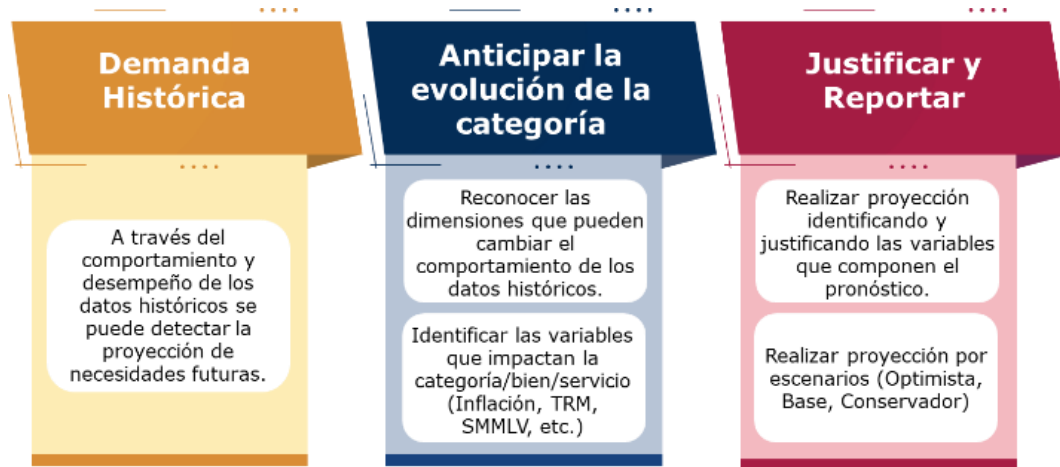 Demanda
Histórica
A través del
comportamiento y
desempeño de los
datos históricos se
puede detectar la
proyección de
necesidades futuras.
Anticipar la
evolución de la
categoría
Reconocer las
dimensiones que pueden
cambiar el
comportamiento de los
datos históricos.
Identificar las variables
que impactan la
categoría/bien/servicio
(Inflación, TRM,
SMMLV, etc.)
Justificar y
Reportar
Realizar proyección
identificando y
justificando las variables
que componen el
pronóstico.
Realizar proyección por
escenarios (Optimista,
Base, Conservador)